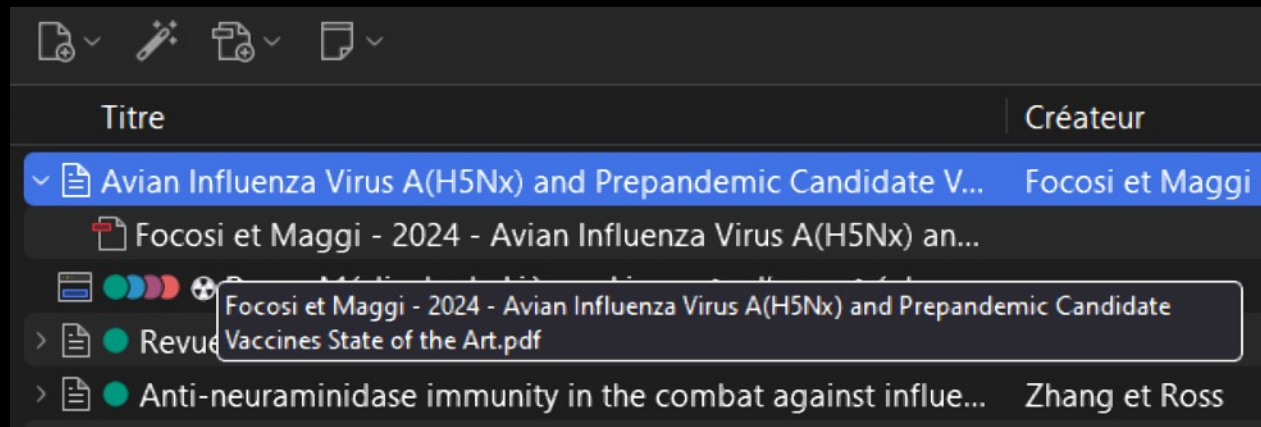 Titre Créateur
Avian Influenza Virus A(H5Nx) and Prepandemic Candidate V... Focosi et Maggi
Focosi et Maggi - 2024 - Avian Influenza Virus A(H5Nx) an...
Focosi et Maggi - 2024 - Avian Influenza Virus A(H5Nx) and Prepandemic Candidate
Vaccines State of the Art.pdf
Revue
Anti-neuraminidase immunity in the combat against influe... Zhang et Ross